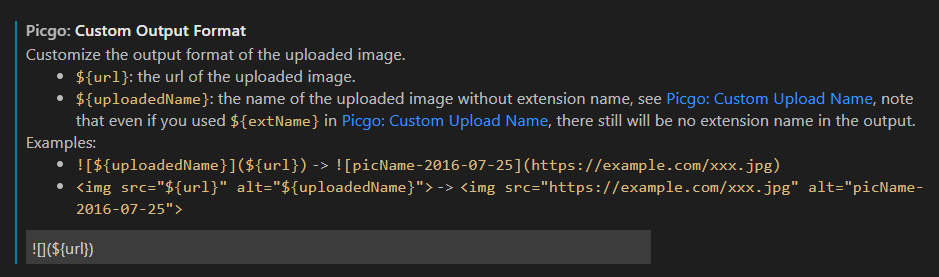 Picgo: Custom Output Format
Customize the output format of the uploaded image.
• ${url}: the url of the uploaded image.
• ${uploadedName}: the name of the uploaded image without extension name, see Picgo: Custom Upload Name, note
that even if you used ${extName} in Picgo: Custom Upload Name, there still will be no extension name in the output.
Examples:
• ![${uploadedName}](${url}) -> ![picName-2016-07-25](https://example.com/xxx.jpg)
• <img src="${url}" alt="${uploadedName}"> -> <img src="https://example.com/xxx.jpg" alt="picName-
2016-07-25">
![](${url})